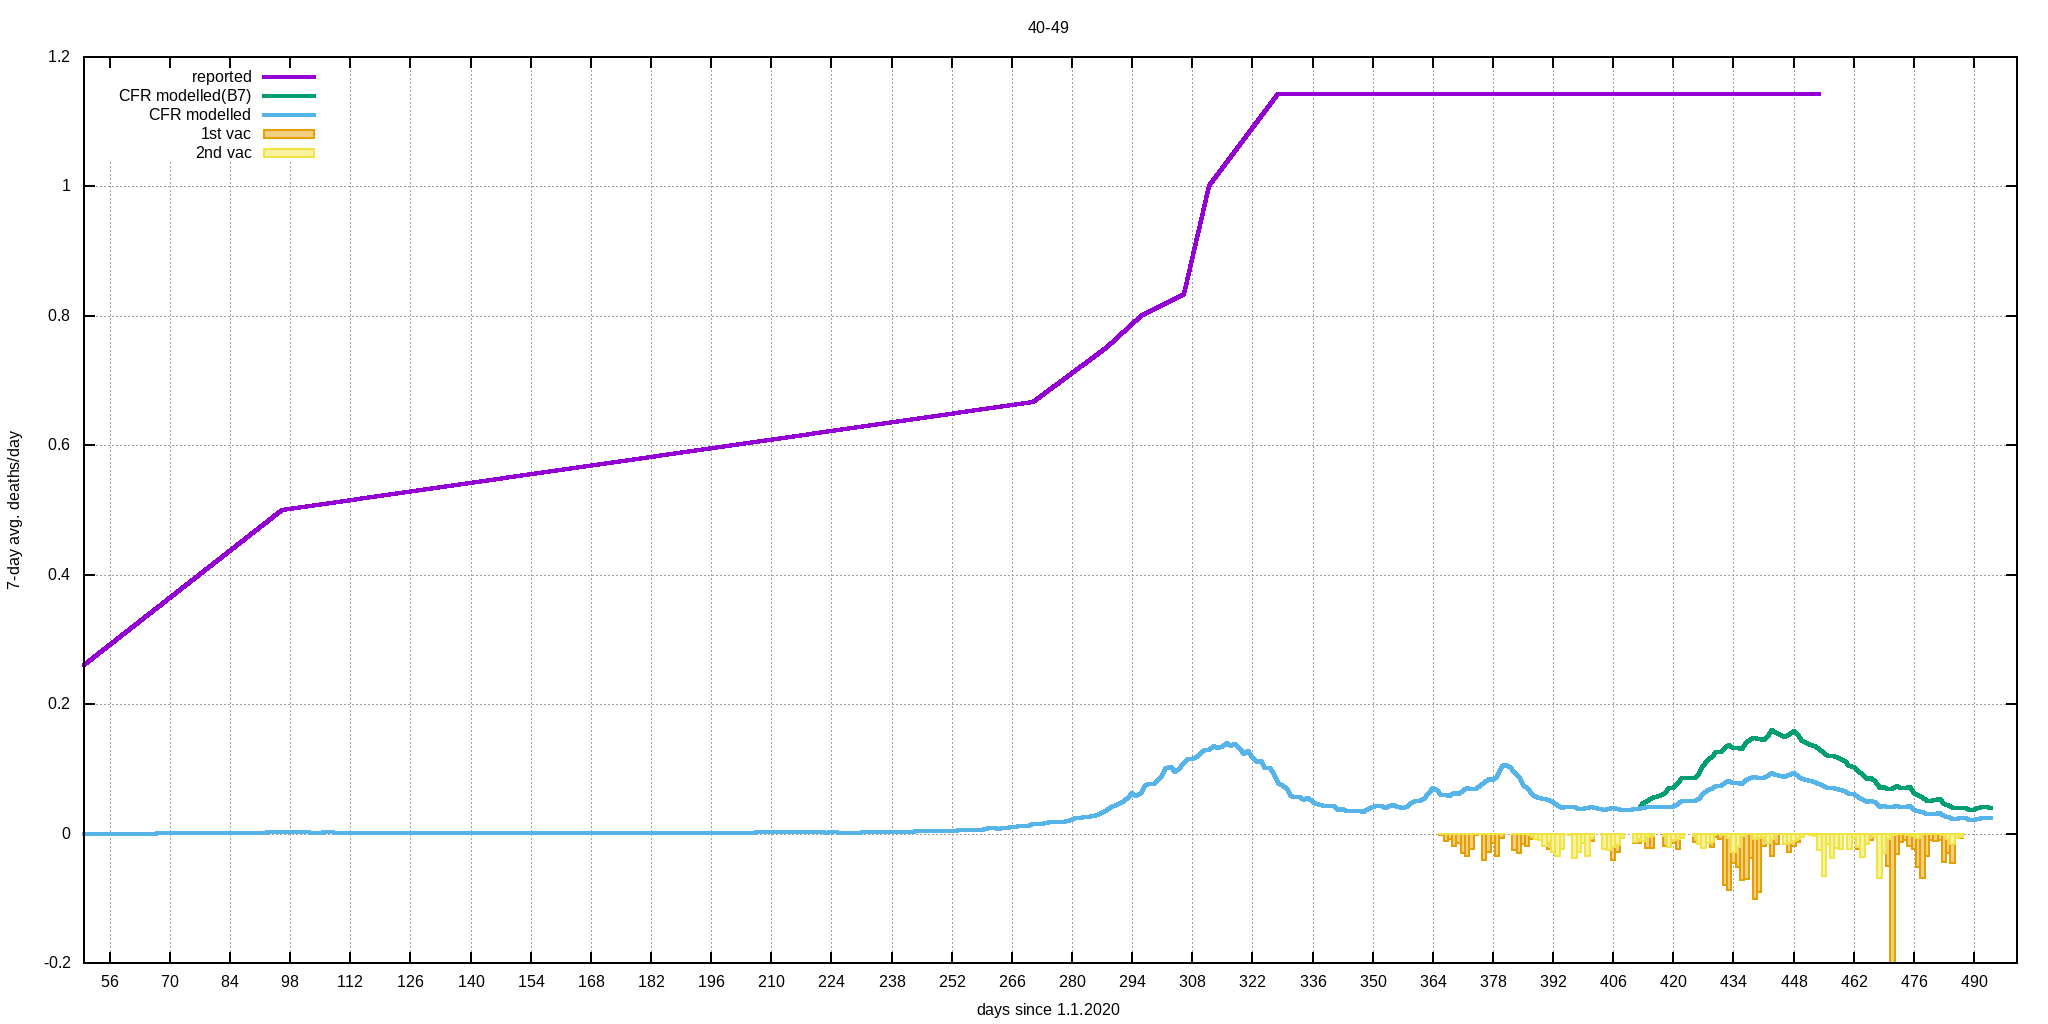 40-49
1.2
1
0.8
0.6
0.4
0.2
0
-0.2
7-day avg. deaths/day
reported
CFR modelled(B7)
CFR modelled
1st vac
2nd vac
56 70 84 98 112 126 140 154 168 182 196 210 224 238 252 266 280 294 308 322 336 350 364 378 392 406 420 434 448 462 476 490
days since 1.1.2020